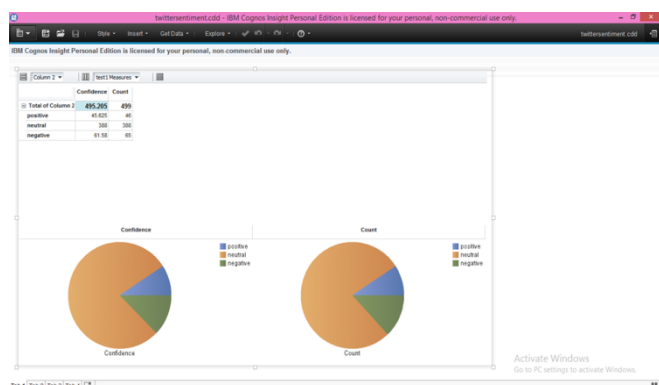 twittersentiment.cdd - IBM Cognos Insight Personal Edition is licensed for your personal, non-commercial use only.
Style Insert Get Data Explore twittersentiment.cdd
IBM Cognos Insight Personal Edition is licensed for your personal, non-commercial use only.
Column 2 test1 Measures
Confidence Count
Total of Column 2 495.205 499
positive 45.625 46
neutral 388 388
negative 61.58 65
Confidence Count
positive
neutral
negative
positive
neutral
negative
Confidence Count
Activate Windows
Go to PC settings to activate Windows.